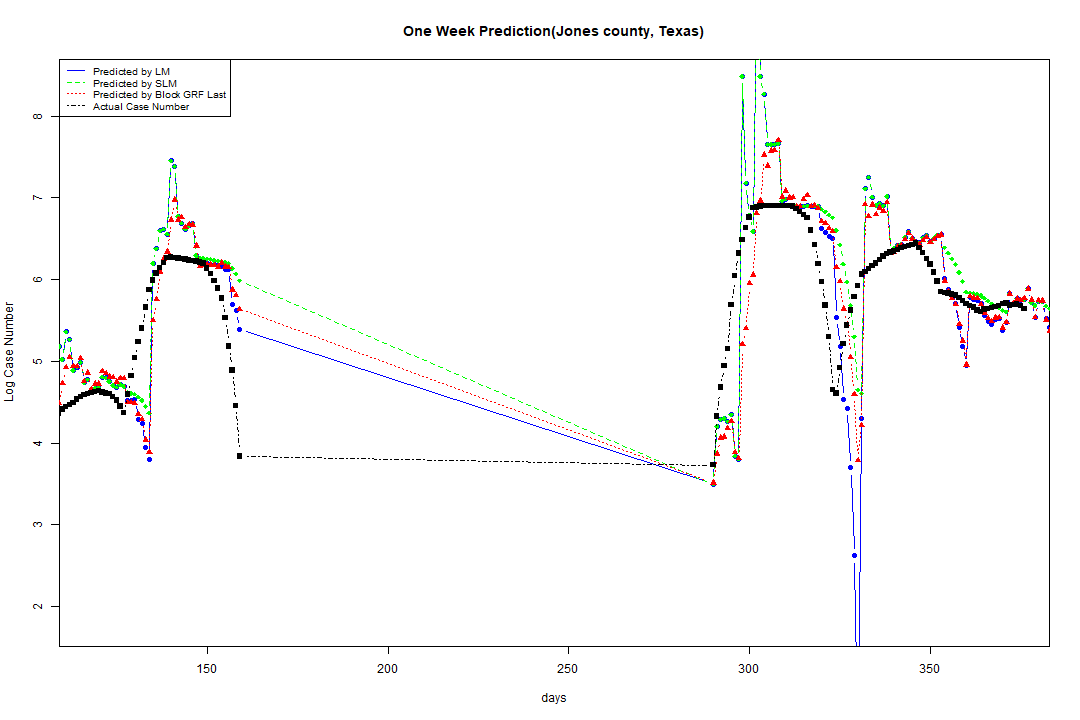 One Week Prediction(Jones county, Texas)
Predicted by LM
Predicted by SLM
Predicted by Block GRF Last
Actual Case Number
Log Case Number
8
7
6
5
4
3
2
150 200 250 300 350
days